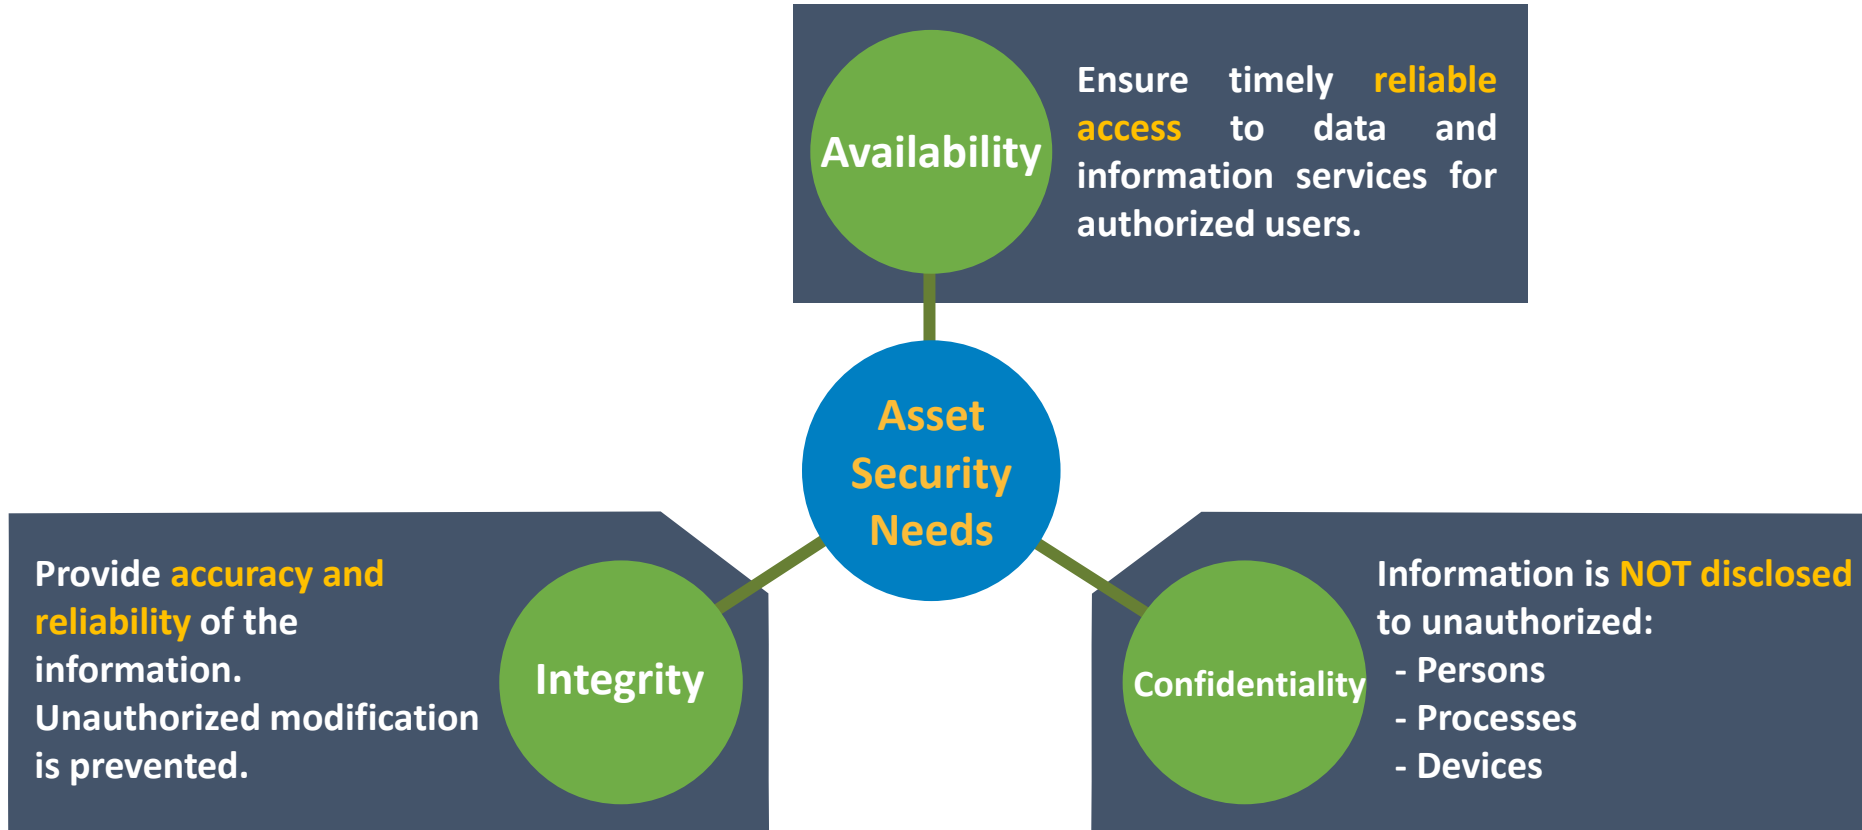 Availability
Ensure timely reliable
access to data and
information services for
authorized users.
Asset
Security
Needs
Provide accuracy and
reliability of the
information.
Unauthorized modification
is prevented.
Integrity
Confidentiality
Information is NOT disclosed
to unauthorized:
- Persons
- Processes
- Devices